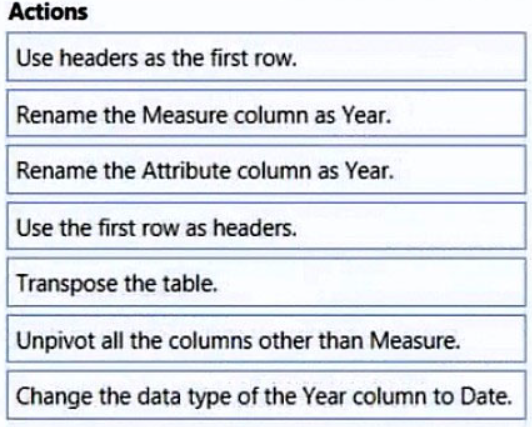 Actions
Use headers as the first row.
Rename the Measure column as Year.
Rename the Attribute column as Year.
Use the first row as headers.
Transpose the table.
Unpivot all the columns other than Measure.
Change the data type of the Year column to Date.